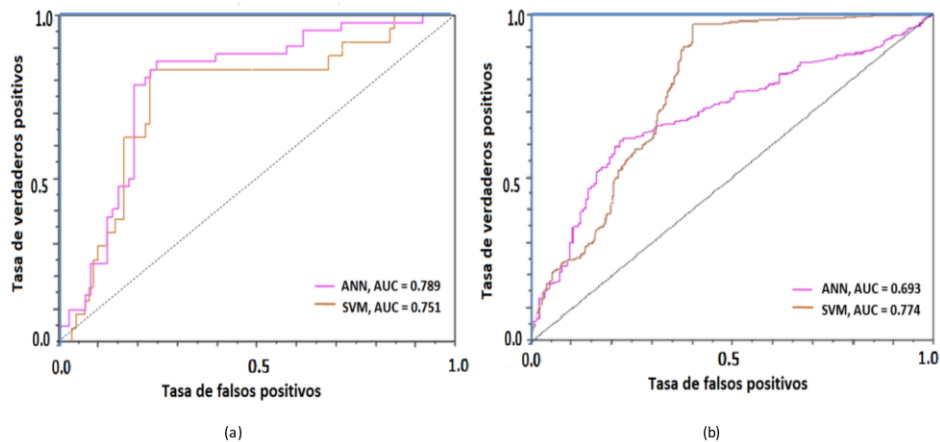 1.0
0.5
0.0
Tasa de verdaderos positivos
ANN, AUC = 0.789
SVM, AUC = 0.751
0.0 0.5 1.0
Tasa de falsos positivos
(a)
1.0
0.5
0.0
Tasa de verdaderos positivos
ANN, AUC = 0.693
SVM, AUC = 0.774
0.0 0.5 1.0
Tasa de falsos positivos
(b)